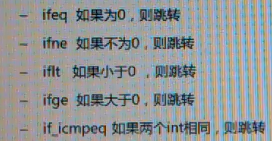 – ifeq 如果为0，则跳转
– ifne 如果不为0，则跳转
– iflt 如果小于0 ，则跳转
– ifge 如果大于0，则跳转
– if_icmpeq 如果两个int相同，则跳转